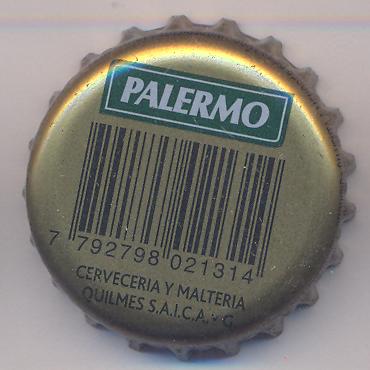 PALERMO
7 792798 021314
CERVECERIA Y MALTERIA
QUILMES S.A.I.C.A. Y G